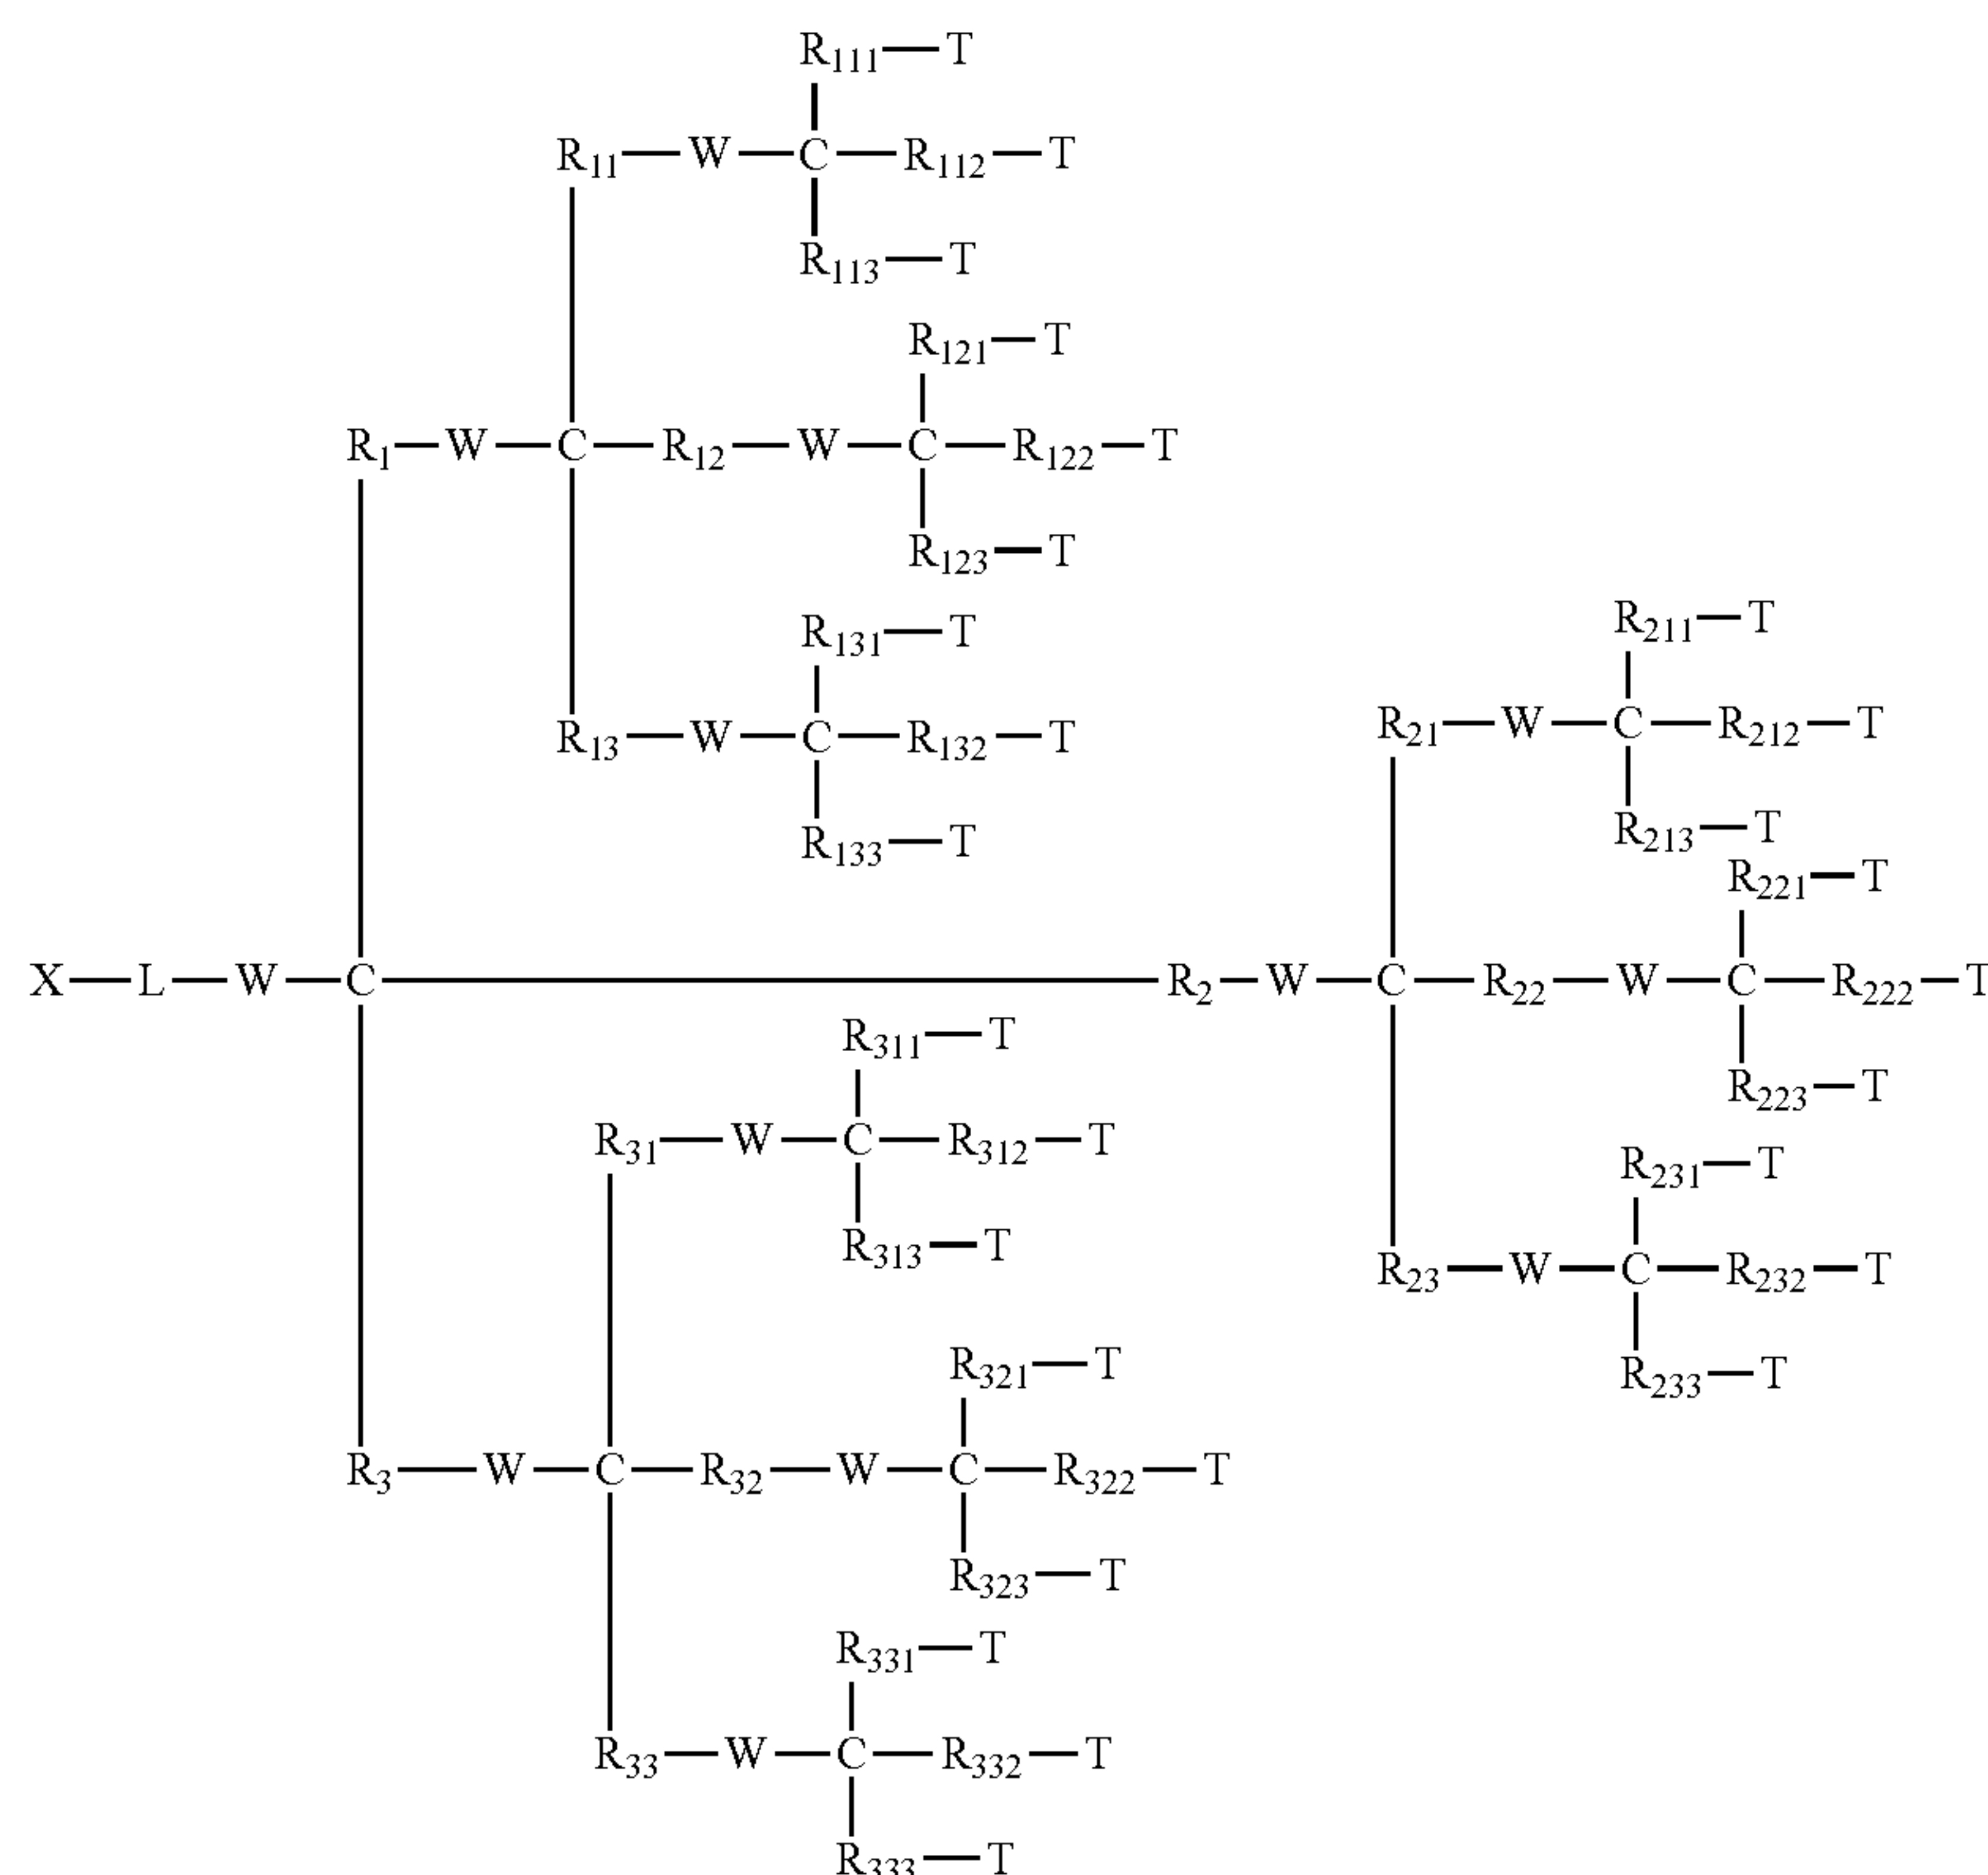 R₁₁₁—T
R₁₁—W—C—R₁₁₂—T
R₁₁₃—T
R₁₂₁—T
R₁—W—C—R₁₂—W—C—R₁₂₂—T
R₁₂₃—T
R₁₃₁—T
R₁₃—W—C—R₁₃₂—T
R₁₃₃—T
R₂₁₁—T
R₂₁—W—C—R₂₁₂—T
R₂₁₃—T
R₂₂₁—T
X—L—W—C—R₂—W—C—R₂₂—W—C—R₂₂₂—T
R₂₂₃—T
R₂₃₁—T
R₂₃—W—C—R₂₃₂—T
R₂₃₃—T
R₃₁₁—T
R₃₁—W—C—R₃₁₂—T
R₃₁₃—T
R₃₂₁—T
R₃—W—C—R₃₂—W—C—R₃₂₂—T
R₃₂₃—T
R₃₃₁—T
R₃₃—W—C—R₃₃₂—T
R₃₃₃—T